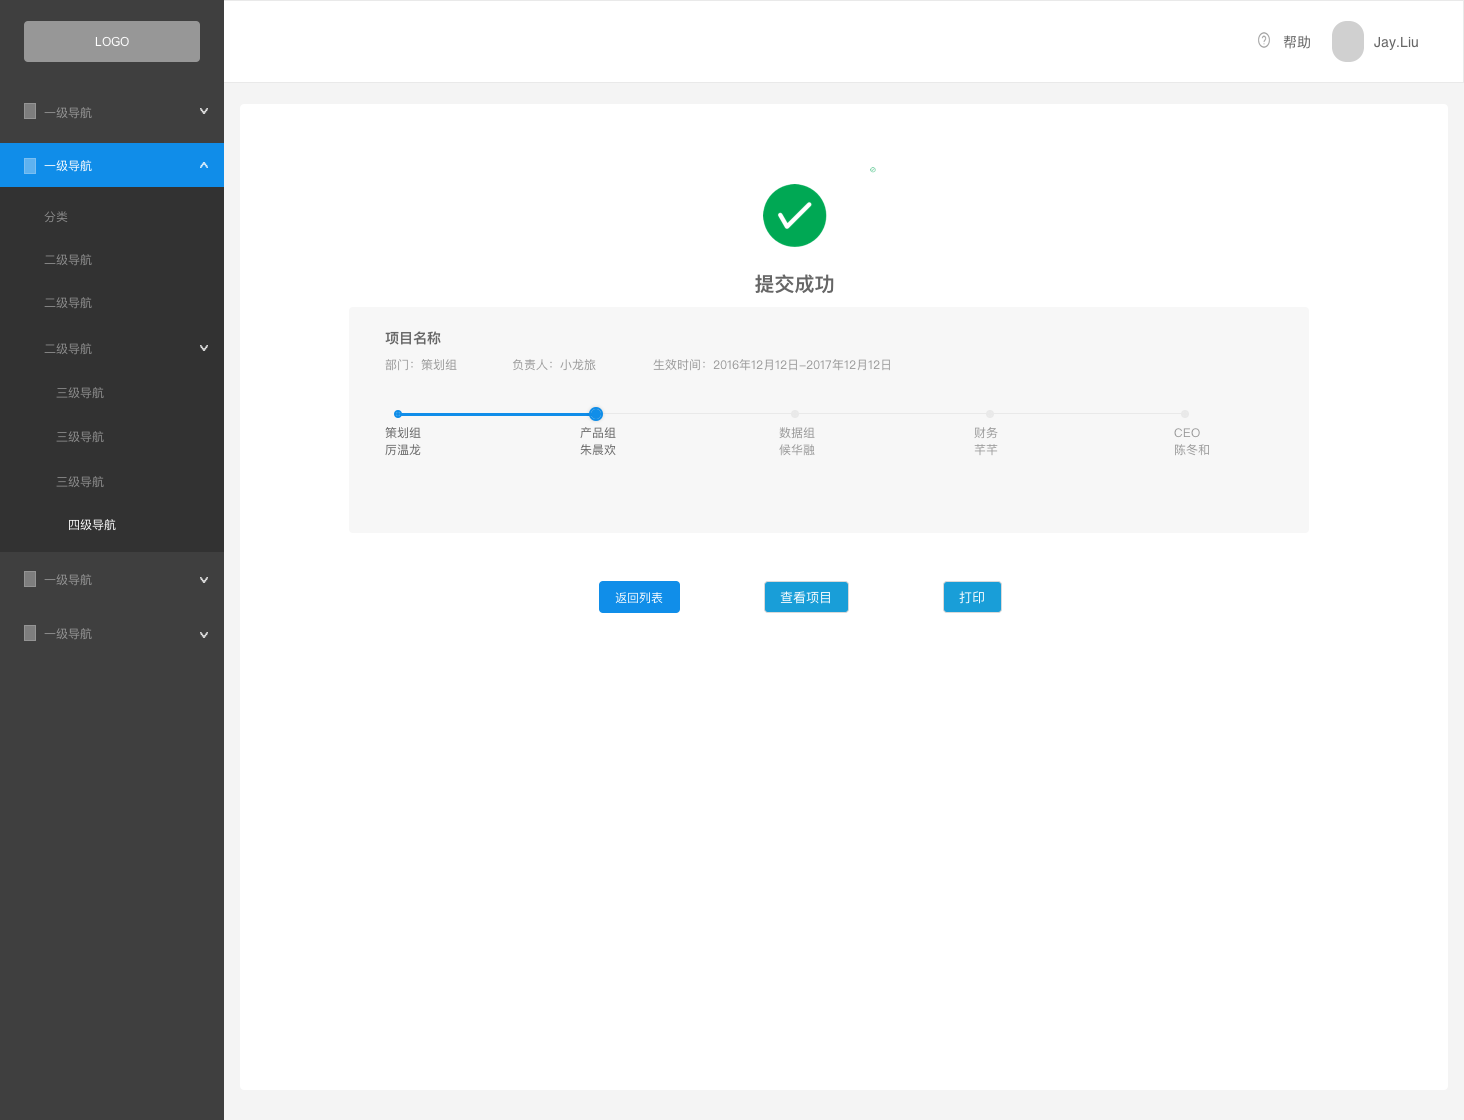 LOGO
帮助
Jay.Liu
一级导航
一级导航
分类
二级导航
二级导航
二级导航
三级导航
三级导航
三级导航
四级导航
一级导航
一级导航
提交成功
项目名称
部门：策划组 负责人：小龙旅 生效时间：2016年12月12日–2017年12月12日
策划组 产品组 数据组 财务 CEO
厉温龙 朱晨欢 候华融 芊芊 陈冬和
返回列表 查看项目 打印